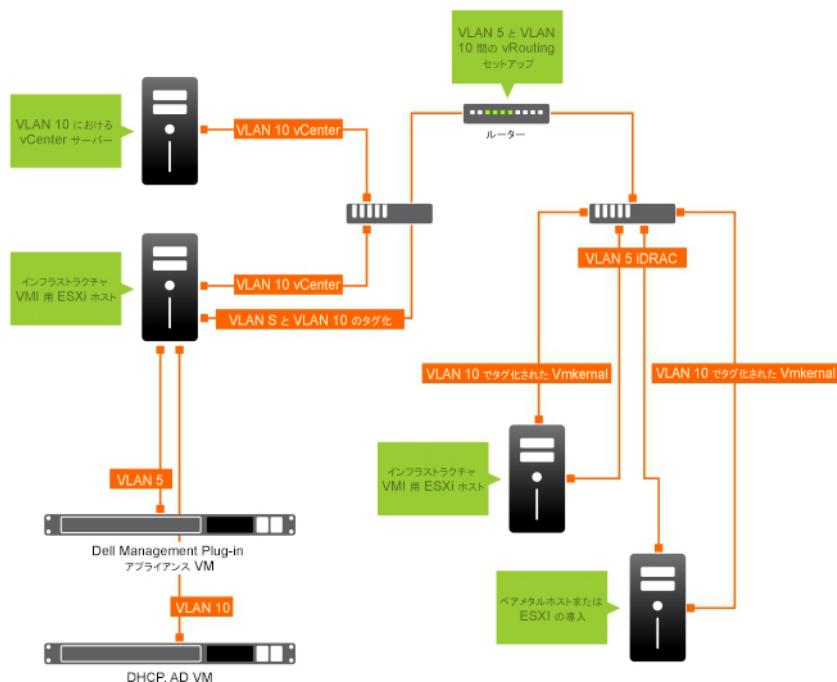 VLAN 5 と VLAN
10 間の vRouting
セットアップ
ルーター
VLAN 10 における
vCenter サーバー
VLAN 10 vCenter
VLAN 5 iDRAC
インフラストラクチャ
VMI 用 ESXi ホスト
VLAN 10 vCenter
VLAN S と VLAN 10 のタグ化
VLAN 10 でタグ化された Vmkernal
VLAN 10 でタグ化された Vmkernal
インフラストラクチャ
VMI 用 ESXi ホスト
VLAN 5
Dell Management Plug-in
アプライアンス VM
VLAN 10
DHCP, AD VM
ベアメタルホストまたは
ESXI の導入